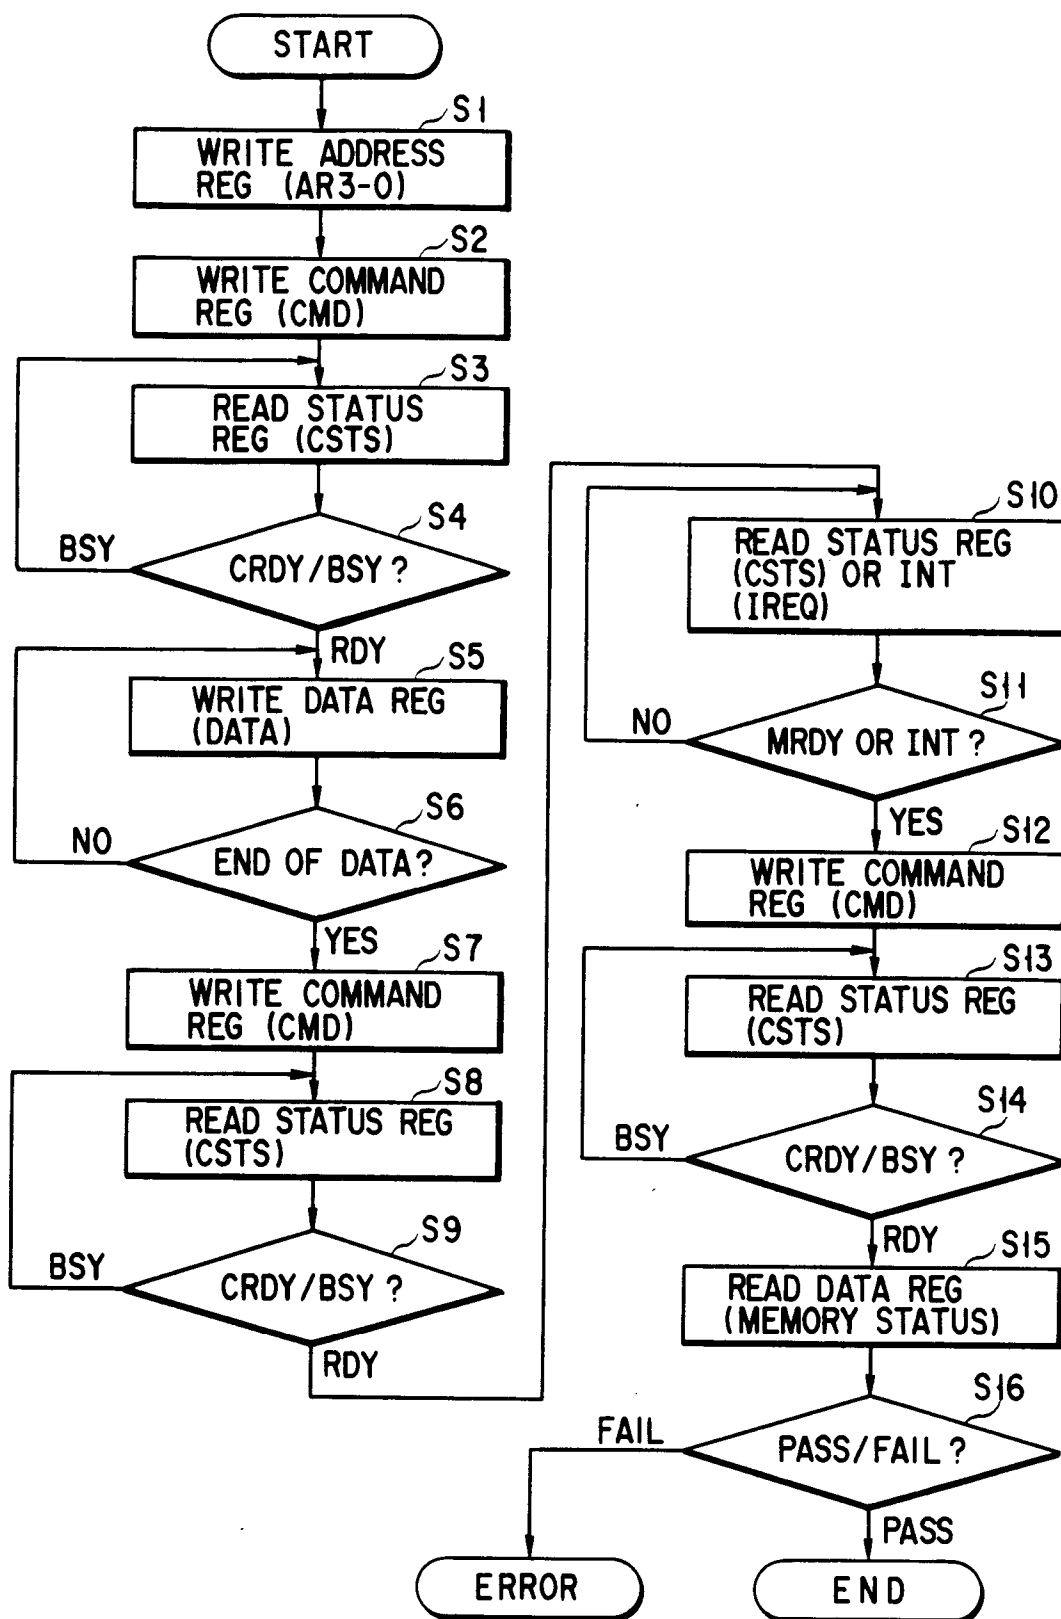 START
S1
WRITE ADDRESS
REG (AR3-0)
S2
WRITE COMMAND
REG (CMD)
S3
READ STATUS
REG (CSTS)
S4
BSY
CRDY/BSY ?
RDY
S5
WRITE DATA REG
(DATA)
S6
NO
END OF DATA?
YES
S7
WRITE COMMAND
REG (CMD)
S8
READ STATUS REG
(CSTS)
S9
BSY
CRDY/BSY ?
RDY
S10
READ STATUS REG
(CSTS) OR INT
(IREQ)
S11
NO
MRDY OR INT ?
YES
S12
WRITE COMMAND
REG (CMD)
S13
READ STATUS REG
(CSTS)
S14
BSY
CRDY/BSY ?
RDY
S15
READ DATA REG
(MEMORY STATUS)
S16
FAIL
PASS/FAIL ?
PASS
ERROR
END